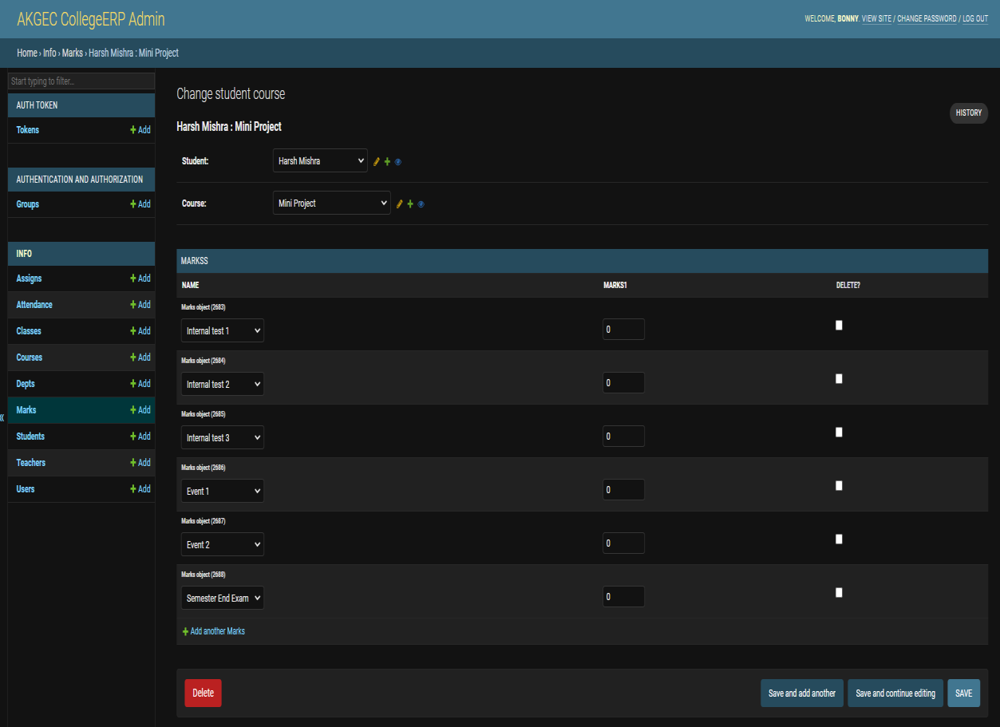 AKGEC CollegeERP Admin
WELCOME, BONNY. VIEW SITE / CHANGE PASSWORD / LOG OUT
Home › Info › Marks › Harsh Mishra : Mini Project
Start typing to filter...
AUTH TOKEN
Tokens + Add
AUTHENTICATION AND AUTHORIZATION
Groups + Add
INFO
Assigns + Add
Attendance + Add
Classes + Add
Courses + Add
Depts + Add
Marks + Add
Students + Add
Teachers + Add
Users + Add
«
Change student course
HISTORY
Harsh Mishra : Mini Project
Student: Harsh Mishra
Course: Mini Project
MARKSS
NAME MARKS1 DELETE?
Marks object (2683)
Internal test 1 0
Marks object (2684)
Internal test 2 0
Marks object (2685)
Internal test 3 0
Marks object (2686)
Event 1 0
Marks object (2687)
Event 2 0
Marks object (2688)
Semester End Exam 0
+ Add another Marks
Delete Save and add another Save and continue editing SAVE